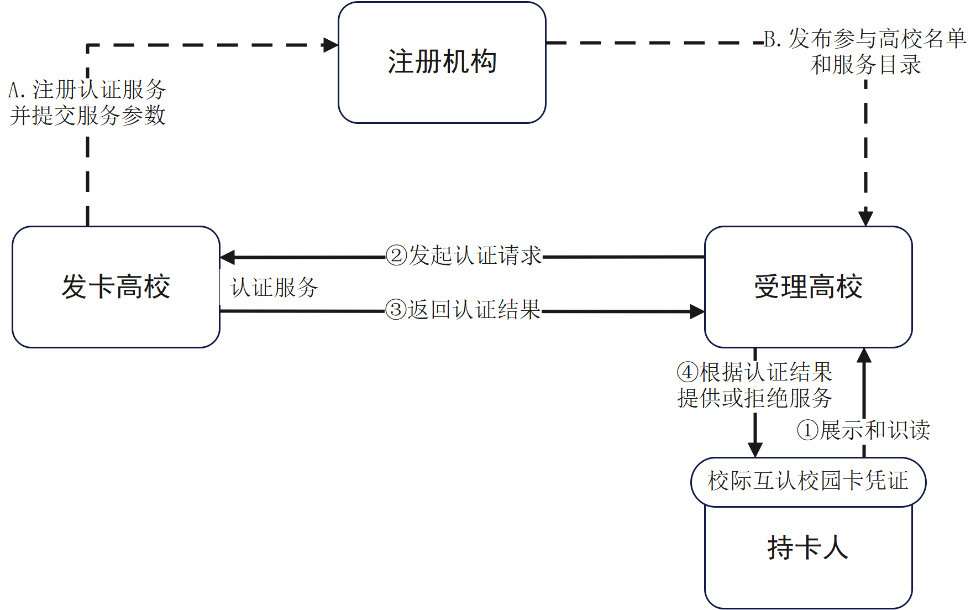 注册机构
B.发布参与高校名单
和服务目录
A.注册认证服务
并提交服务参数
发卡高校
②发起认证请求
认证服务
③返回认证结果
受理高校
④根据认证结果
提供或拒绝服务
①展示和识读
校际互认校园卡凭证
持卡人